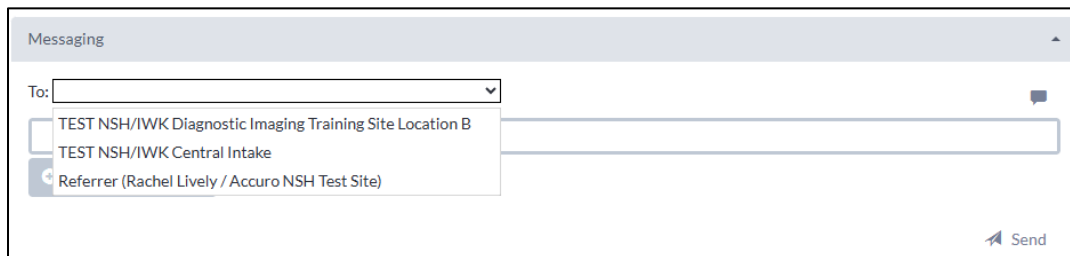 Messaging
To:
TEST NSH/IWK Diagnostic Imaging Training Site Location B
TEST NSH/IWK Central Intake
Referrer (Rachel Lively / Accuro NSH Test Site)
Send